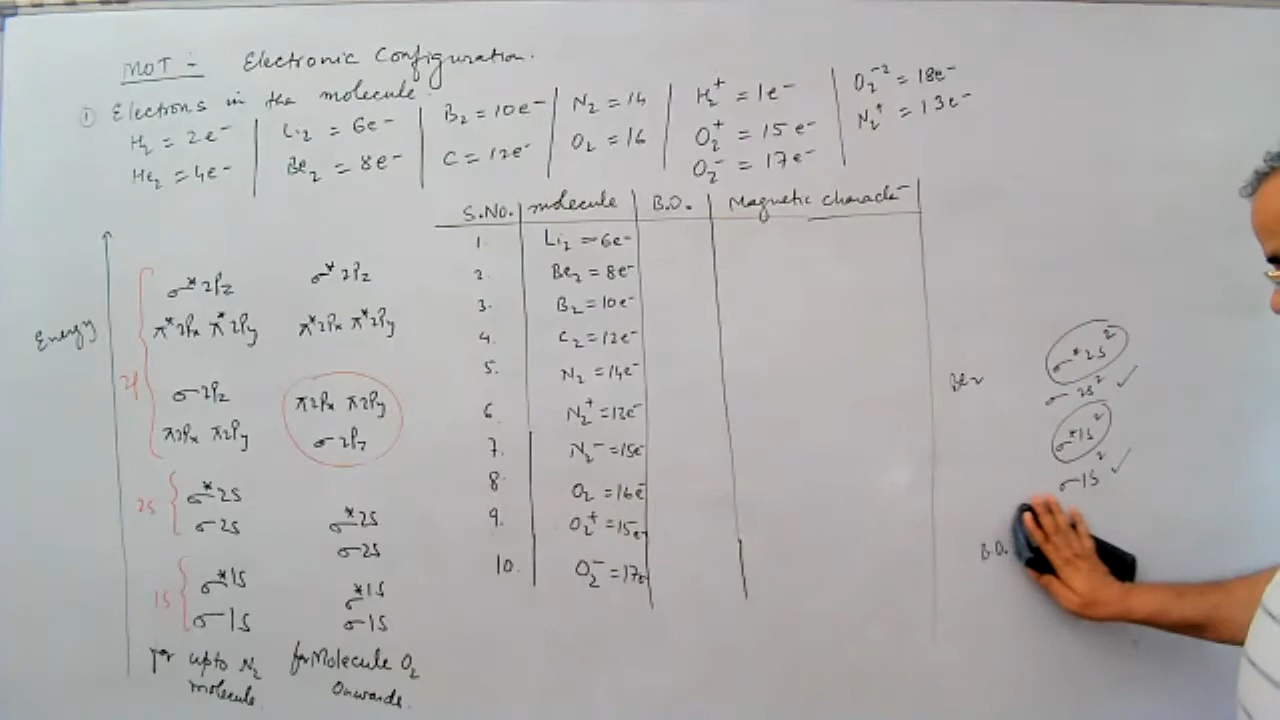 MOT :- Electronic Configuration.
① Electrons in the molecule.
H₂ = 2e⁻
He₂ = 4e⁻
Li₂ = 6e⁻
Be₂ = 8e⁻
B₂ = 10e⁻
C = 12e⁻
N₂ = 14
O₂ = 16
H₂⁺ = 1e⁻
O₂⁺ = 15e⁻
O₂⁻ = 17e⁻
O₂⁻² = 18e⁻
N₂⁺ = 13e⁻
S.No. molecule B.O. Magnetic charact
1. Li₂ = 6e⁻
2. Be₂ = 8e⁻
3. B₂ = 10e⁻
4. C₂ = 12e⁻
5. N₂ = 14e⁻
6. N₂⁺ = 13e⁻
7. N₂⁻ = 15e⁻
8. O₂ = 16e⁻
9. O₂⁺ = 15e⁻
10. O₂⁻ = 17e⁻
Energy
2p
σ*2Pz
π*2Px π*2Py
σ2Pz
π2Px π2Py
2s
σ*2s
σ2s
1s
σ*1s
σ1s
For upto N₂
molecule
σ*2Pz
π*2Px π*2Py
π2Px π2Py
σ2Pz
σ*2s
σ2s
σ*1s
σ1s
for Molecule O₂
Onwards.
Be₂
σ*2s²
σ2s² ✓
σ*1s²
σ1s² ✓
B.O.